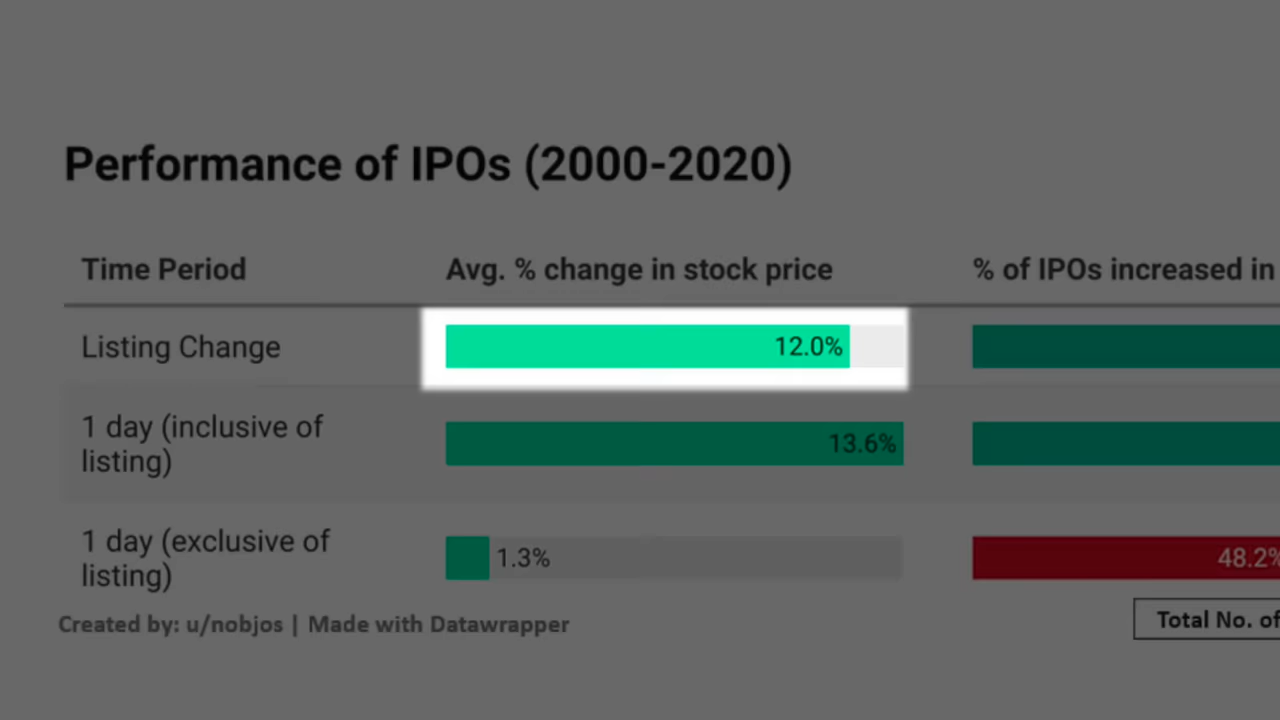 Performance of IPOs (2000-2020)
Time Period Avg. % change in stock price % of IPOs increased in
Listing Change 12.0%
1 day (inclusive of
listing) 13.6%
1 day (exclusive of
listing) 1.3% 48.2%
Created by: u/nobjos | Made with Datawrapper
Total No. of